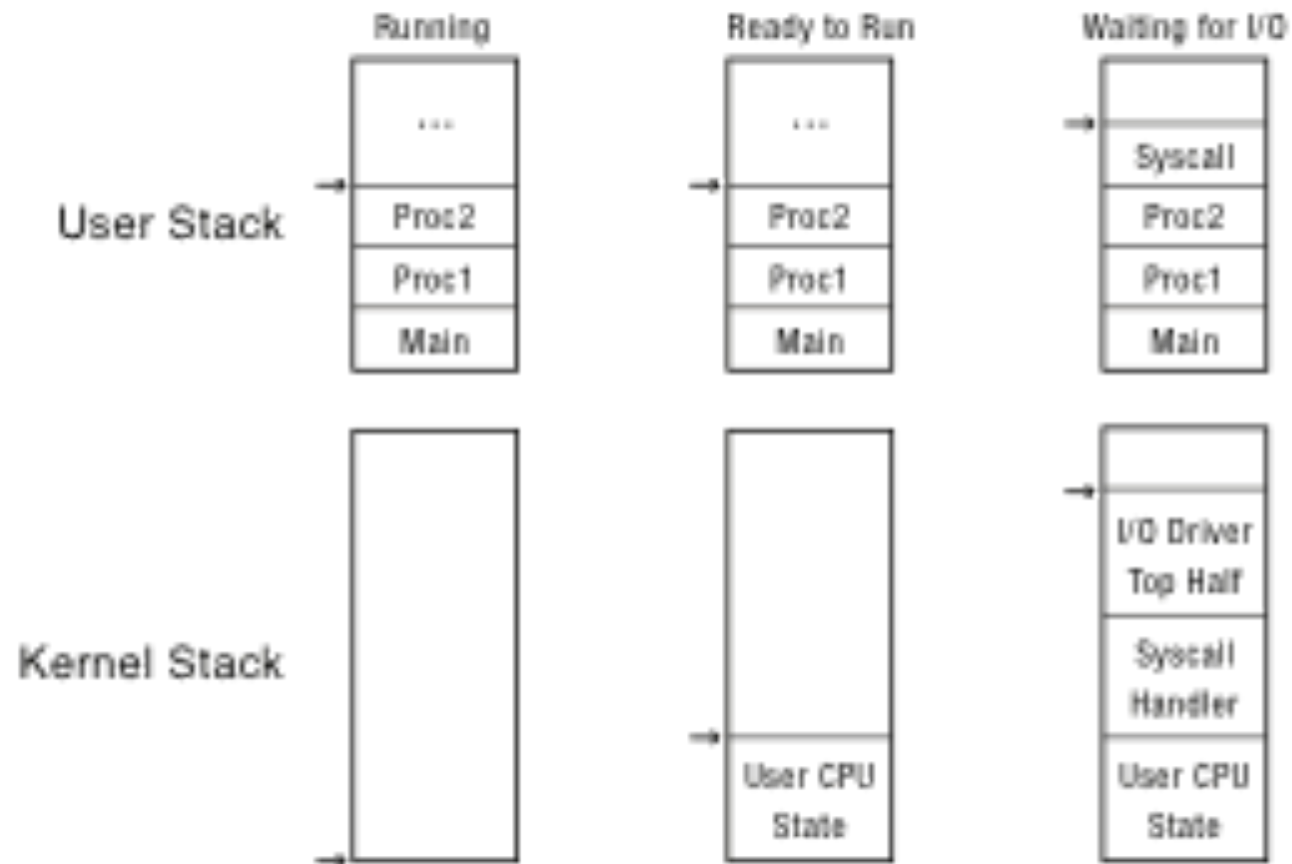 Running
Ready to Run
Waiting for I/O
...
...
Syscall
User Stack
Proc2
Proc2
Proc2
Proc1
Proc1
Proc1
Main
Main
Main
I/O Driver
Top Half
Kernel Stack
Syscall
Handler
User CPU
State
User CPU
State